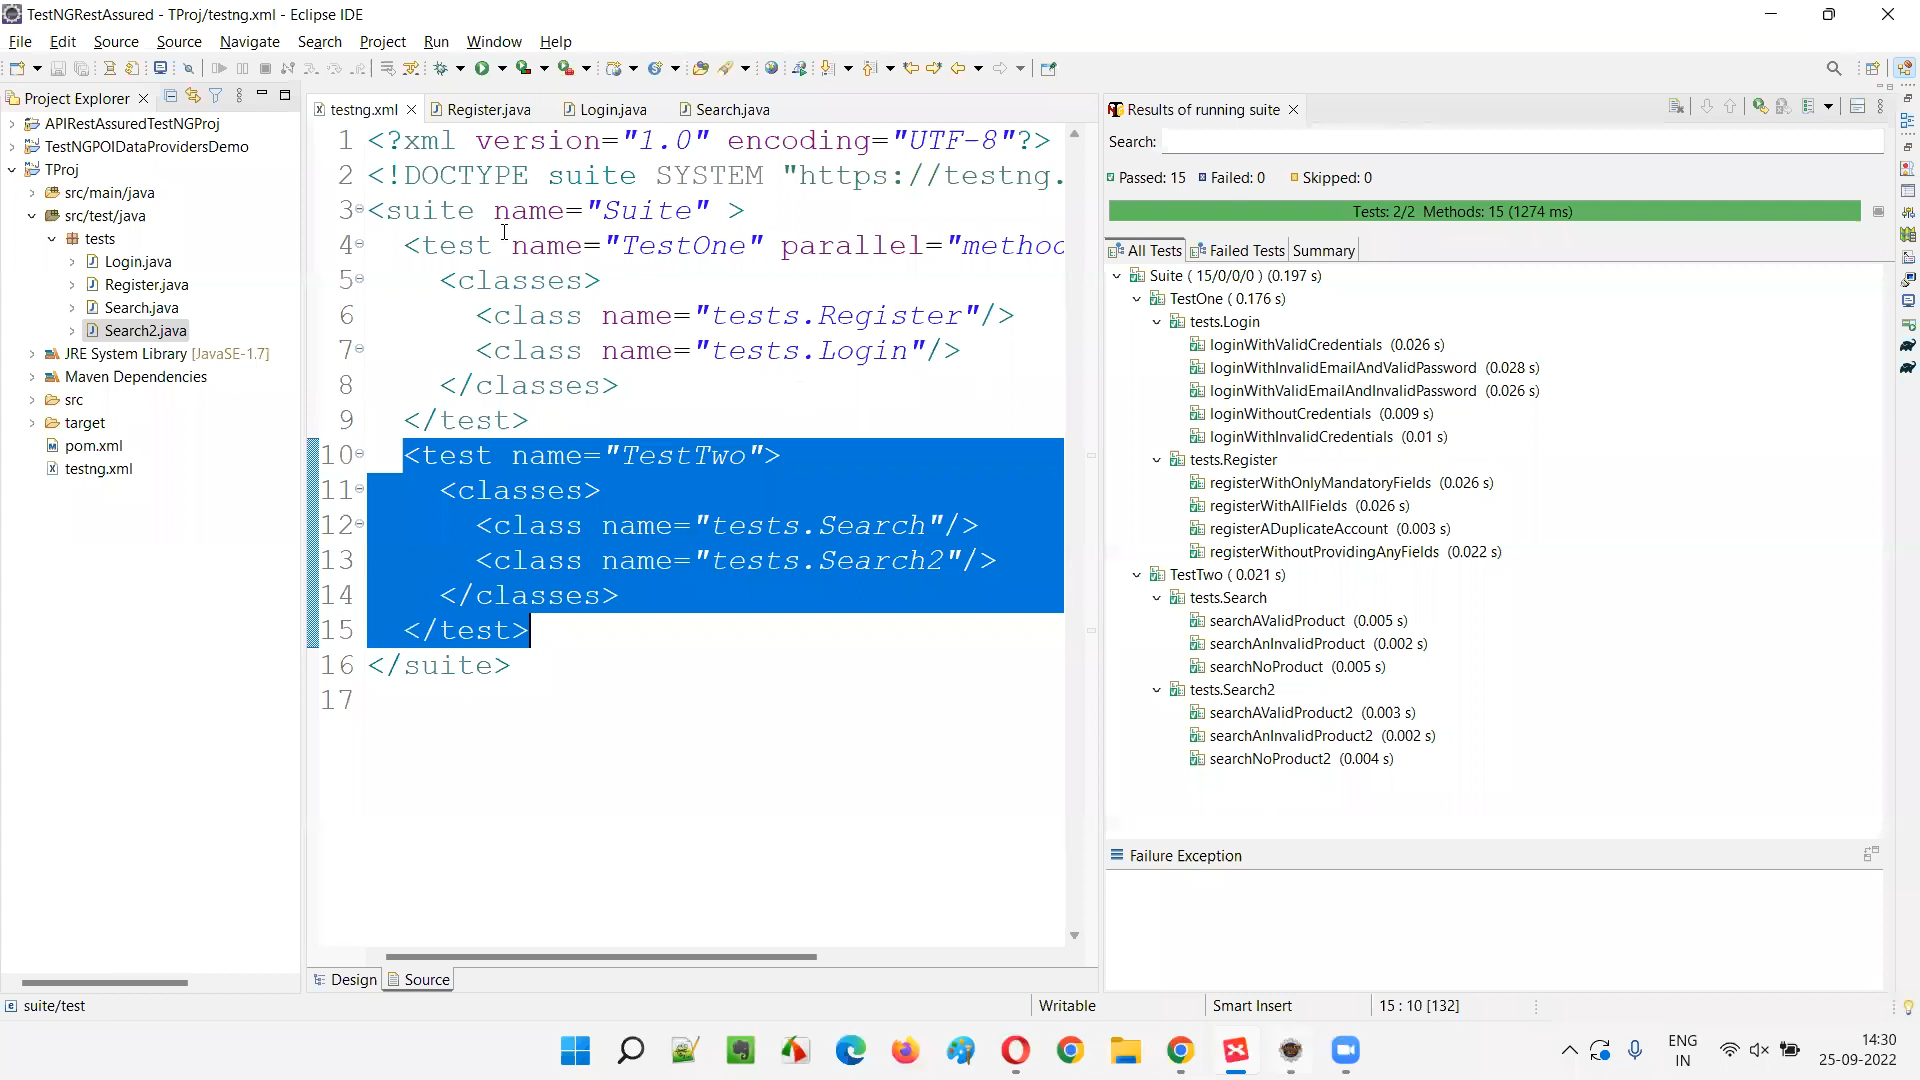 TestNGRestAssured - TProj/testng.xml - Eclipse IDE
File Edit Source Source Navigate Search Project Run Window Help
Project Explorer
APIRestAssuredTestNGProj
TestNGPOIDataProvidersDemo
TProj
src/main/java
src/test/java
tests
Login.java
Register.java
Search.java
Search2.java
JRE System Library [JavaSE-1.7]
Maven Dependencies
src
target
pom.xml
testng.xml
testng.xml Register.java Login.java Search.java
1 <?xml version="1.0" encoding="UTF-8"?>
2 <!DOCTYPE suite SYSTEM "https://testng.
3 <suite name="Suite" >
4 <test name="TestOne" parallel="method
5 <classes>
6 <class name="tests.Register"/>
7 <class name="tests.Login"/>
8 </classes>
9 </test>
10 <test name="TestTwo">
11 <classes>
12 <class name="tests.Search"/>
13 <class name="tests.Search2"/>
14 </classes>
15 </test>
16 </suite>
17
Design Source
Results of running suite
Search:
Passed: 15 Failed: 0 Skipped: 0
Tests: 2/2 Methods: 15 (1274 ms)
All Tests Failed Tests Summary
Suite ( 15/0/0/0 ) (0.197 s)
TestOne ( 0.176 s)
tests.Login
loginWithValidCredentials (0.026 s)
loginWithInvalidEmailAndValidPassword (0.028 s)
loginWithValidEmailAndInvalidPassword (0.026 s)
loginWithoutCredentials (0.009 s)
loginWithInvalidCredentials (0.01 s)
tests.Register
registerWithOnlyMandatoryFields (0.026 s)
registerWithAllFields (0.026 s)
registerADuplicateAccount (0.003 s)
registerWithoutProvidingAnyFields (0.022 s)
TestTwo ( 0.021 s)
tests.Search
searchAValidProduct (0.005 s)
searchAnInvalidProduct (0.002 s)
searchNoProduct (0.005 s)
tests.Search2
searchAValidProduct2 (0.003 s)
searchAnInvalidProduct2 (0.002 s)
searchNoProduct2 (0.004 s)
Failure Exception
suite/test Writable Smart Insert 15 : 10 [132]
ENG
IN
14:30
25-09-2022